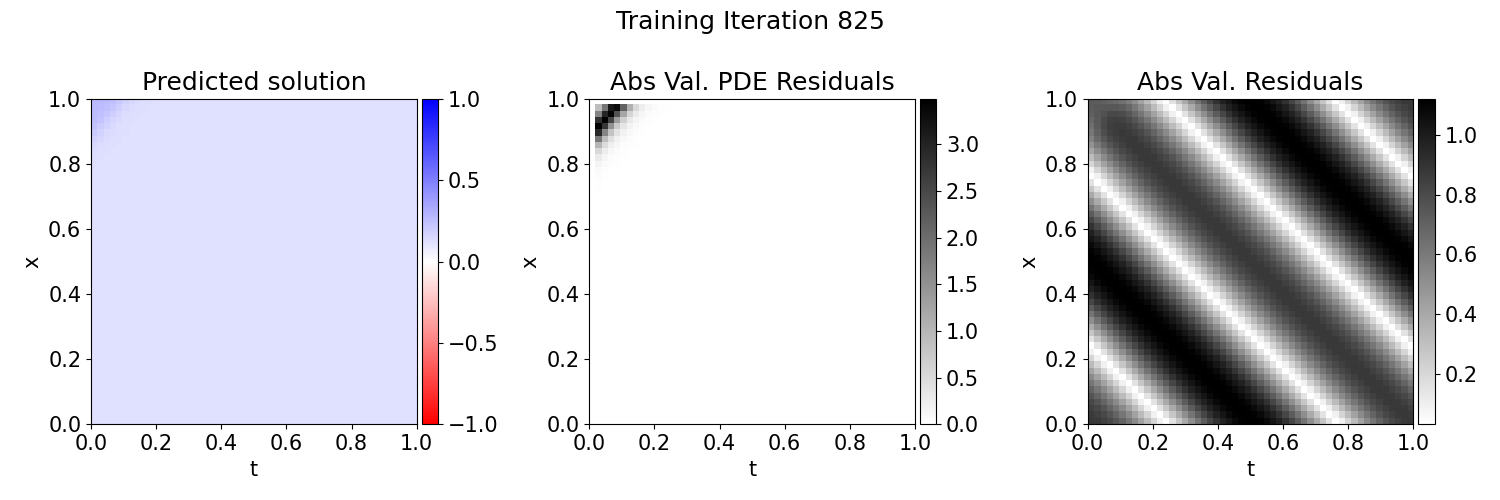 Training Iteration 825
Predicted solution
1.0
0.8
0.6
0.4
0.2
0.0
x
0.0 0.2 0.4 0.6 0.8 1.0
t
1.0
0.5
0.0
−0.5
−1.0
Abs Val. PDE Residuals
1.0
0.8
0.6
0.4
0.2
0.0
x
0.0 0.2 0.4 0.6 0.8 1.0
t
3.0
2.5
2.0
1.5
1.0
0.5
0.0
Abs Val. Residuals
1.0
0.8
0.6
0.4
0.2
0.0
x
0.0 0.2 0.4 0.6 0.8 1.0
t
1.0
0.8
0.6
0.4
0.2